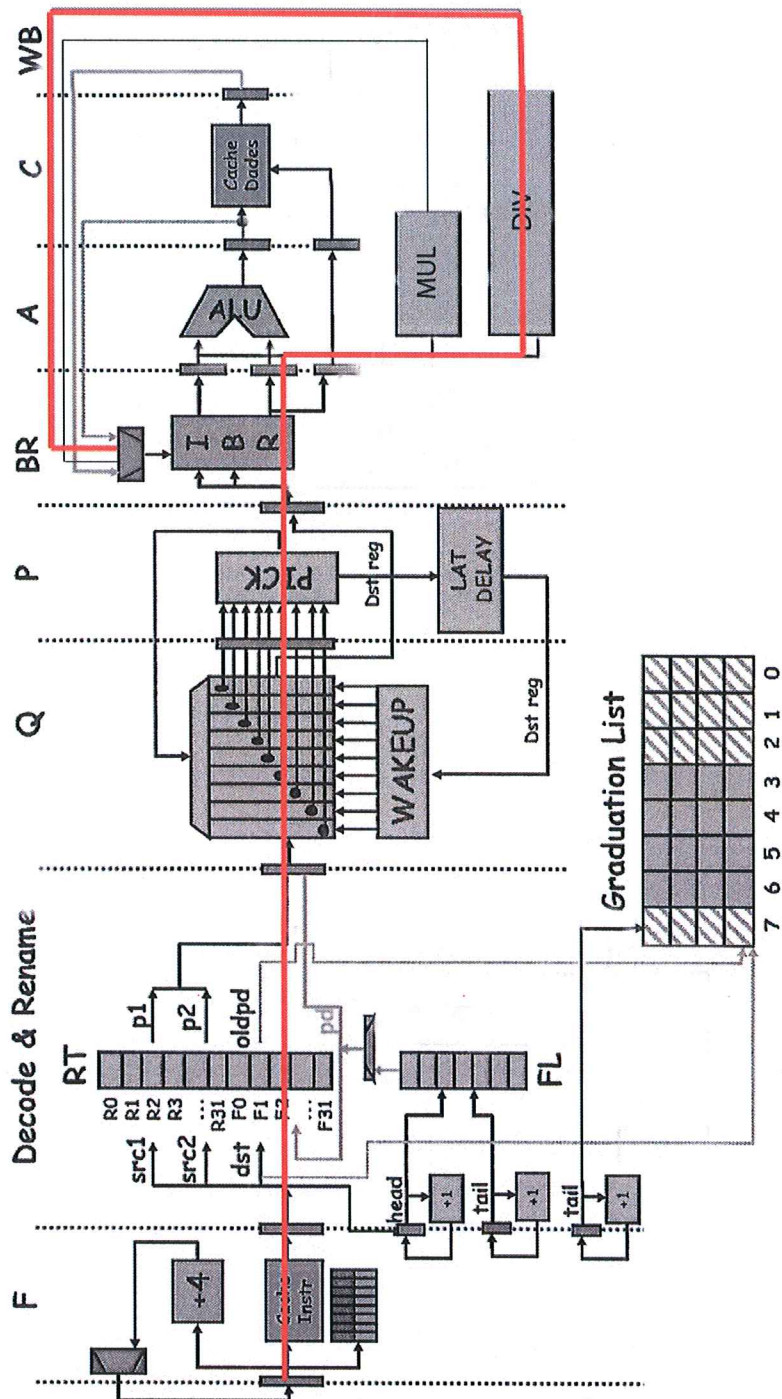 F
Decode & Rename
Q
P
BR
A
C
WB
+4
Cache
Instr
src1
src2
dst
RT
R0
R1
R2
R3
...
R31
F0
F1
F2
...
F31
p1
p2
oldpd
pd
head
+1
tail
+1
tail
+1
FL
WAKEUP
PICK
Dst reg
LAT
DELAY
Dst reg
I
B
R
ALU
Cache
Dades
MUL
DIV
Graduation List
7 6 5 4 3 2 1 0